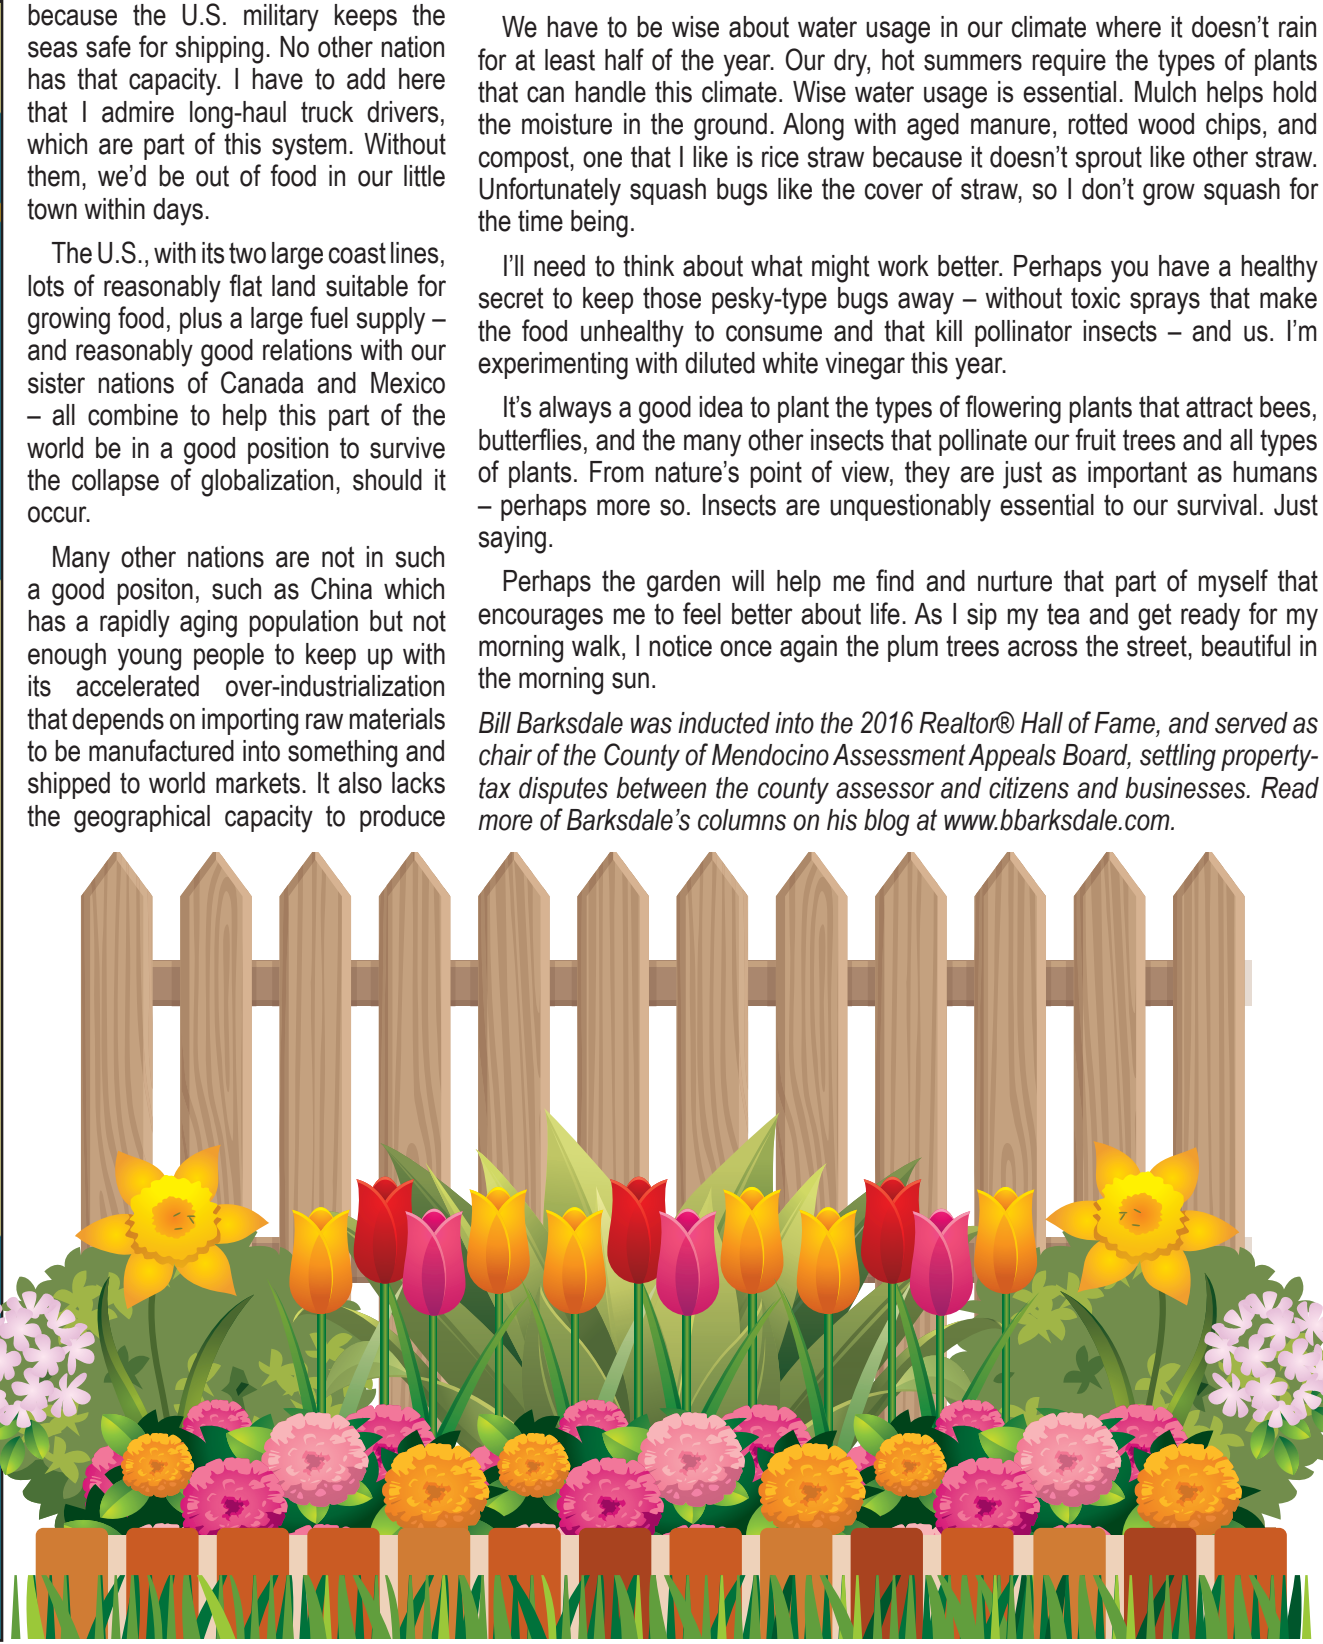 because the U.S. military keeps the
seas safe for shipping. No other nation
has that capacity. I have to add here
that I admire long-haul truck drivers,
which are part of this system. Without
them, we’d be out of food in our little
town within days.
The U.S., with its two large coast lines,
lots of reasonably flat land suitable for
growing food, plus a large fuel supply –
and reasonably good relations with our
sister nations of Canada and Mexico
– all combine to help this part of the
world be in a good position to survive
the collapse of globalization, should it
occur.
Many other nations are not in such
a good positon, such as China which
has a rapidly aging population but not
enough young people to keep up with
its accelerated over-industrialization
that depends on importing raw materials
to be manufactured into something and
shipped to world markets. It also lacks
the geographical capacity to produce
We have to be wise about water usage in our climate where it doesn’t rain
for at least half of the year. Our dry, hot summers require the types of plants
that can handle this climate. Wise water usage is essential. Mulch helps hold
the moisture in the ground. Along with aged manure, rotted wood chips, and
compost, one that I like is rice straw because it doesn’t sprout like other straw.
Unfortunately squash bugs like the cover of straw, so I don’t grow squash for
the time being.
I’ll need to think about what might work better. Perhaps you have a healthy
secret to keep those pesky-type bugs away – without toxic sprays that make
the food unhealthy to consume and that kill pollinator insects – and us. I’m
experimenting with diluted white vinegar this year.
It’s always a good idea to plant the types of flowering plants that attract bees,
butterflies, and the many other insects that pollinate our fruit trees and all types
of plants. From nature’s point of view, they are just as important as humans
– perhaps more so. Insects are unquestionably essential to our survival. Just
saying.
Perhaps the garden will help me find and nurture that part of myself that
encourages me to feel better about life. As I sip my tea and get ready for my
morning walk, I notice once again the plum trees across the street, beautiful in
the morning sun.
Bill Barksdale was inducted into the 2016 Realtor® Hall of Fame, and served as
chair of the County of Mendocino Assessment Appeals Board, settling property-
tax disputes between the county assessor and citizens and businesses. Read
more of Barksdale’s columns on his blog at www.bbarksdale.com.